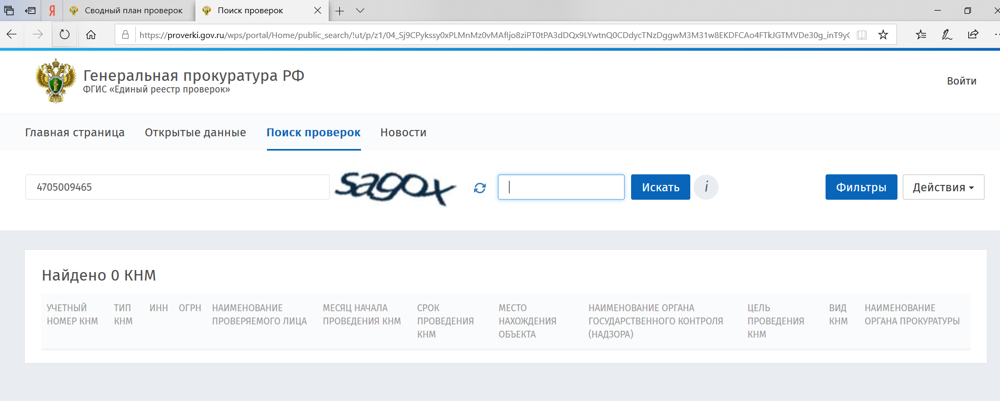 Сводный план проверок
Поиск проверок
https://proverki.gov.ru/wps/portal/Home/public_search/!ut/p/z1/
Генеральная прокуратура РФ
ФГИС «Единый реестр проверок»
Войти
Главная страница Открытые данные Поиск проверок Новости
4705009465 sagox Искать i Фильтры Действия
Найдено 0 КНМ
УЧЕТНЫЙ
НОМЕР КНМ
ТИП
КНМ
ИНН
ОГРН
НАИМЕНОВАНИЕ
ПРОВЕРЯЕМОГО ЛИЦА
МЕСЯЦ НАЧАЛА
ПРОВЕДЕНИЯ КНМ
СРОК
ПРОВЕДЕНИЯ
КНМ
МЕСТО
НАХОЖДЕНИЯ
ОБЪЕКТА
НАИМЕНОВАНИЕ ОРГАНА
ГОСУДАРСТВЕННОГО КОНТРОЛЯ
(НАДЗОРА)
ЦЕЛЬ
ПРОВЕДЕНИЯ
КНМ
ВИД
КНМ
НАИМЕНОВАНИЕ
ОРГАНА ПРОКУРАТУРЫ